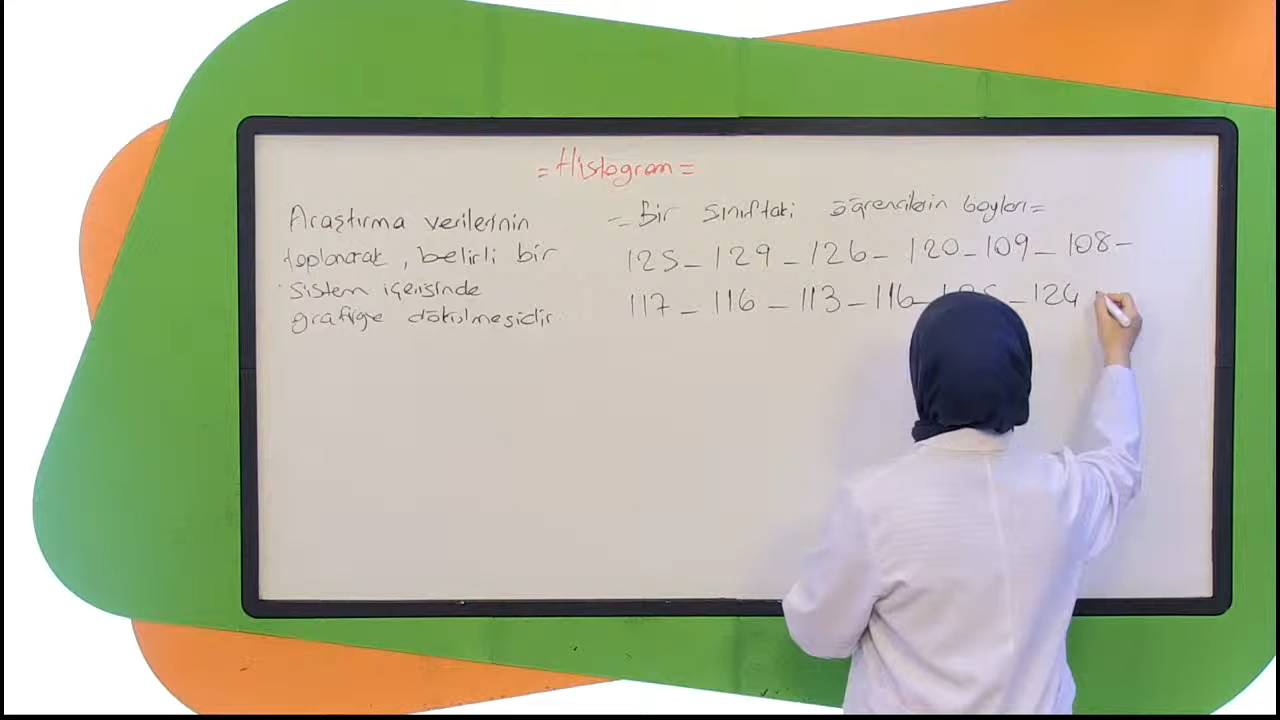 = Histogram =
Araştırma verilerinin
toplanarak, belirli bir
sistem içerisinde
grafiğe dökülmesidir.
= Bir sınıftaki öğrencilerin boyları =
125 - 129 - 126 - 120 - 109 - 108 -
117 - 116 - 113 - 116 - - 124